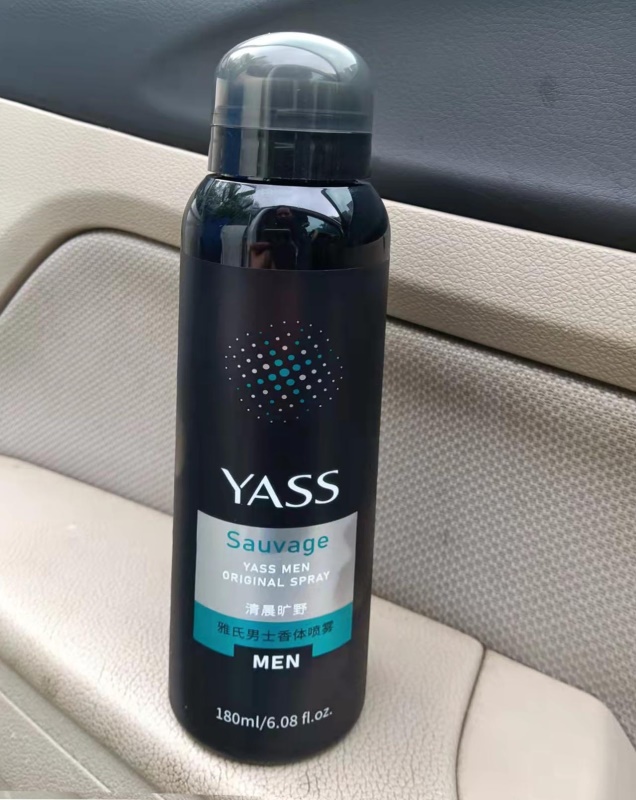 YASS
Sauvage
YASS MEN
ORIGINAL SPRAY
清晨旷野
雅氏男士香体喷雾
MEN
180ml/6.08 fl.oz.